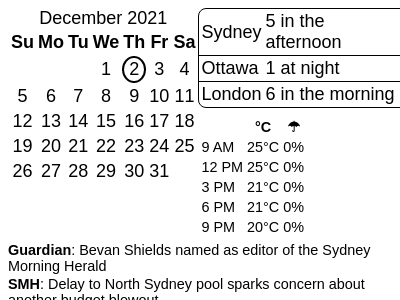 December 2021
Su Mo Tu We Th Fr Sa
1 2 3 4
5 6 7 8 9 10 11
12 13 14 15 16 17 18
19 20 21 22 23 24 25
26 27 28 29 30 31
Sydney 5 in the
afternoon
Ottawa 1 at night
London 6 in the morning
°C ☂
9 AM 25°C 0%
12 PM 25°C 0%
3 PM 21°C 0%
6 PM 21°C 0%
9 PM 20°C 0%
Guardian: Bevan Shields named as editor of the Sydney
Morning Herald
SMH: Delay to North Sydney pool sparks concern about
another budget blowout